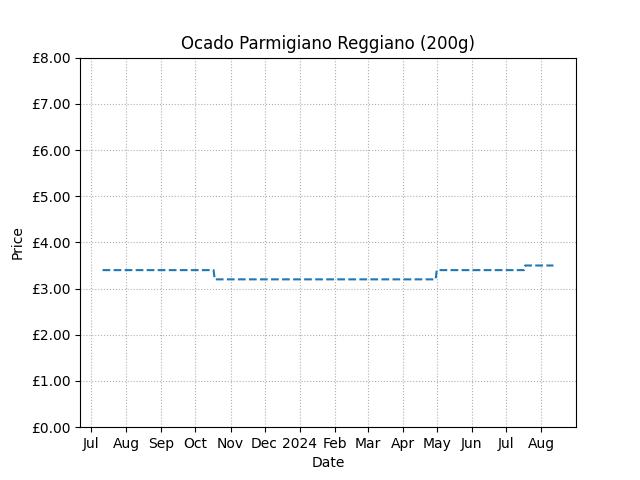 Ocado Parmigiano Reggiano (200g)
£8.00
£7.00
£6.00
£5.00
£4.00
£3.00
£2.00
£1.00
£0.00
Price
Jul Aug Sep Oct Nov Dec 2024 Feb Mar Apr May Jun Jul Aug
Date